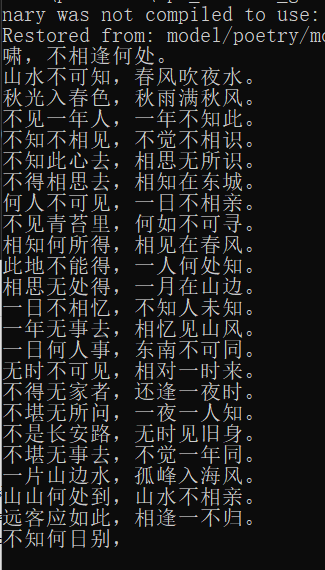 nary was not compiled to use:
Restored from: model/poetry/mo
啸，不相逢何处。
山水不可知，春风吹夜水。
秋光入春色，秋雨满秋风。
不见一年人，一年不知此。
不知不相见，不觉不相识。
不知此心去，相思无所识。
不得相思去，相知在东城。
何人不可见，一日不相亲。
不见青苔里，何如不可寻。
相知何所得，相见在春风。
此地不能得，一人何处知。
相思无处得，一月在山边。
一日不相忆，不知人未知。
一年无事去，相忆见山风。
一日何人事，东南不可同。
无时不可见，相对一时来。
不得无家者，还逢一夜时。
不堪无所问，一夜一人知。
不是长安路，无时见旧身。
不堪无事去，不觉一年同。
一片山边水，孤峰入海风。
山山何处到，山水不相亲。
远客应如此，相逢一不归。
不知何日别，